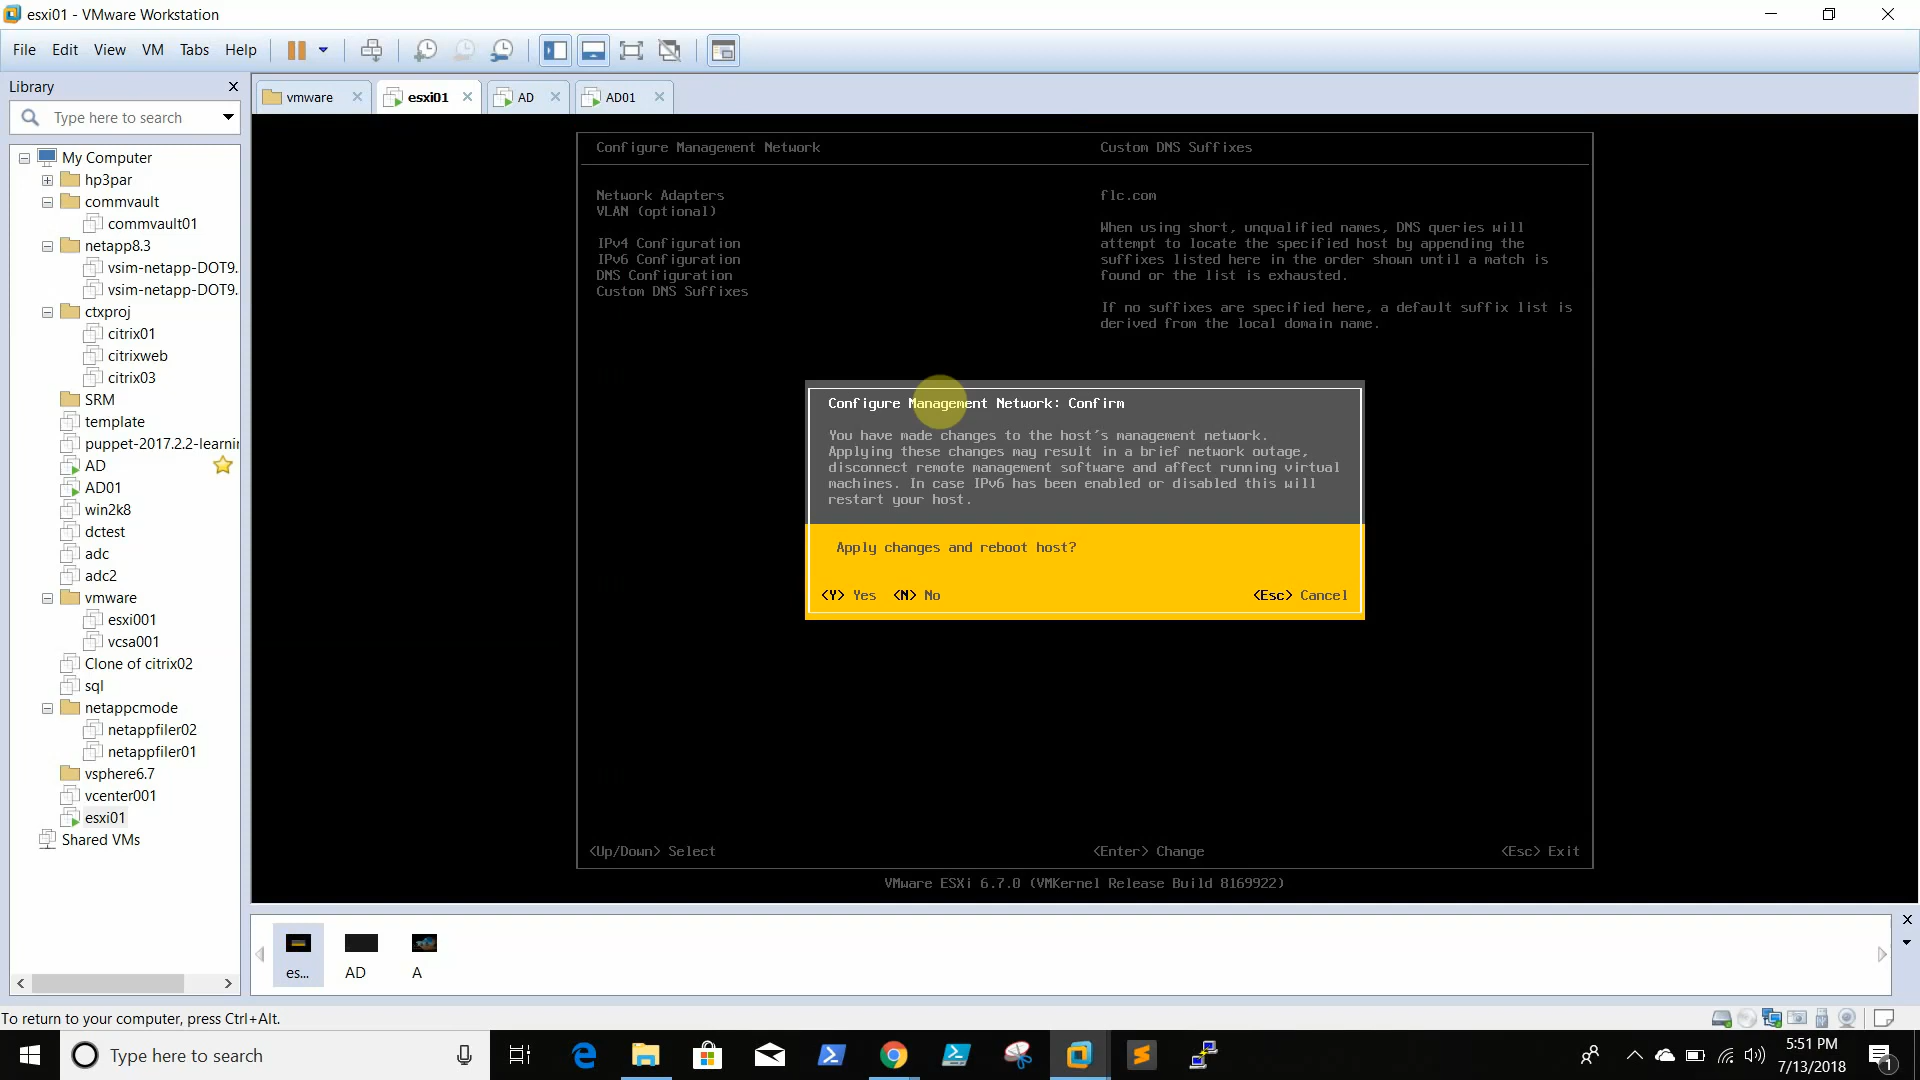 esxi01 - VMware Workstation
File Edit View VM Tabs Help
Library
Type here to search
My Computer
hp3par
commvault
commvault01
netapp8.3
vsim-netapp-DOT9.
vsim-netapp-DOT9.
ctxproj
citrix01
citrixweb
citrix03
SRM
template
puppet-2017.2.2-learnin
AD
AD01
win2k8
dctest
adc
adc2
vmware
esxi001
vcsa001
Clone of citrix02
sql
netappcmode
netappfiler02
netappfiler01
vsphere6.7
vcenter001
esxi01
Shared VMs
vmware esxi01 AD AD01
Configure Management Network
Custom DNS Suffixes
Network Adapters
VLAN (optional)
IPv4 Configuration
IPv6 Configuration
DNS Configuration
Custom DNS Suffixes
flc.com
When using short, unqualified names, DNS queries will
attempt to locate the specified host by appending the
suffixes listed here in the order shown until a match is
found or the list is exhausted.
If no suffixes are specified here, a default suffix list is
derived from the local domain name.
Configure Management Network: Confirm
You have made changes to the host's management network.
Applying these changes may result in a brief network outage,
disconnect remote management software and affect running virtual
machines. In case IPv6 has been enabled or disabled this will
restart your host.
Apply changes and reboot host?
<Y> Yes <N> No <Esc> Cancel
<Up/Down> Select <Enter> Change <Esc> Exit
VMware ESXi 6.7.0 (VMKernel Release Build 8169922)
es... AD A
To return to your computer, press Ctrl+Alt.
Type here to search
5:51 PM
7/13/2018
1